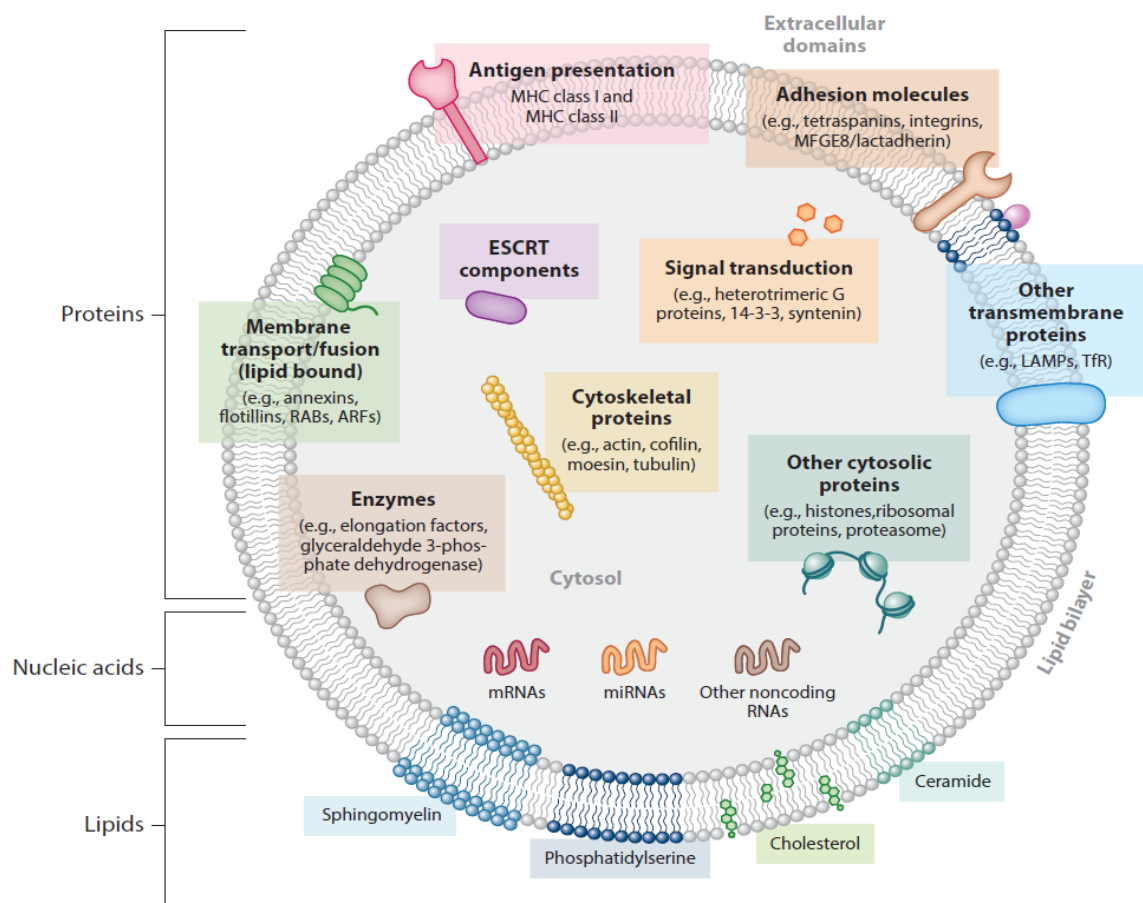 Extracellular
domains
Antigen presentation
MHC class I and
MHC class II
Adhesion molecules
(e.g., tetraspanins, integrins,
MFGE8/lactadherin)
ESCRT
components
Signal transduction
(e.g., heterotrimeric G
proteins, 14-3-3, syntenin)
Other
transmembrane
proteins
(e.g., LAMPs, TfR)
Proteins
Membrane
transport/fusion
(lipid bound)
(e.g., annexins,
flotillins, RABs, ARFs)
Cytoskeletal
proteins
(e.g., actin, cofilin,
moesin, tubulin)
Other cytosolic
proteins
(e.g., histones,ribosomal
proteins, proteasome)
Enzymes
(e.g., elongation factors,
glyceraldehyde 3-phos-
phate dehydrogenase)
Cytosol
Lipid bilayer
Nucleic acids
mRNAs
miRNAs
Other noncoding
RNAs
Lipids
Sphingomyelin
Phosphatidylserine
Cholesterol
Ceramide